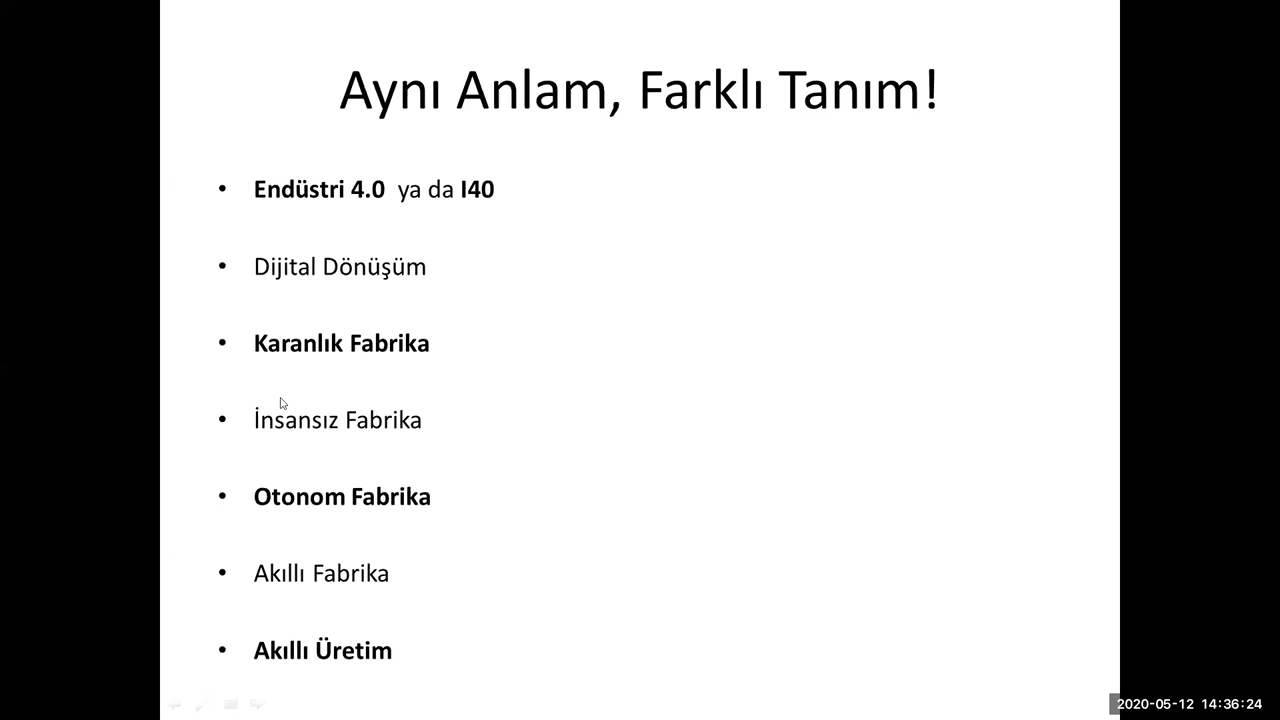 Aynı Anlam, Farklı Tanım!
• Endüstri 4.0 ya da I40
• Dijital Dönüşüm
• Karanlık Fabrika
• İnsansız Fabrika
• Otonom Fabrika
• Akıllı Fabrika
• Akıllı Üretim
2020-05-12 14:36:24